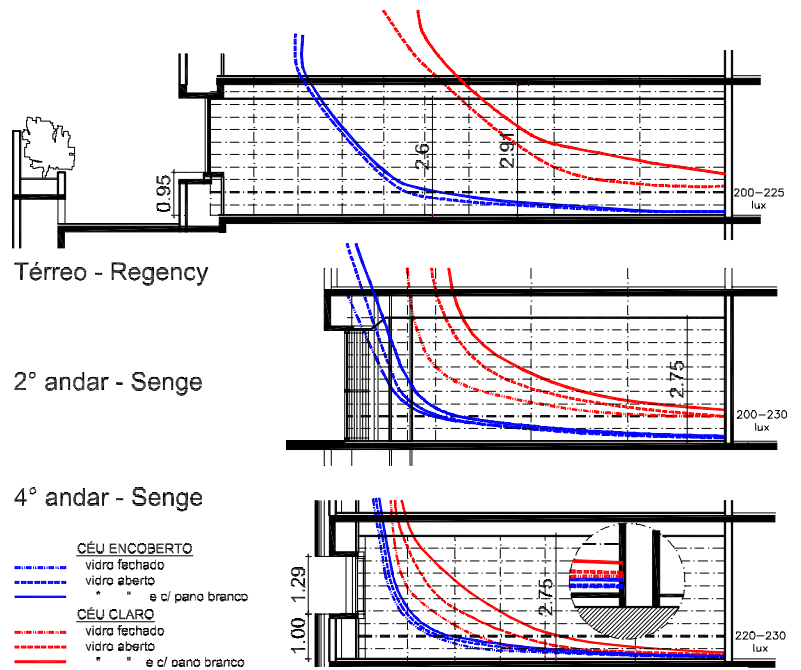 2.6
2.91
0.95
200-225
lux
Térreo - Regency
2° andar - Senge
2.75
200-230
lux
4° andar - Senge
CÉU ENCOBERTO
vidro fechado
vidro aberto
" " e c/ pano branco
CÉU CLARO
vidro fechado
vidro aberto
" " e c/ pano branco
1.29
1.00
2.75
220-230
lux